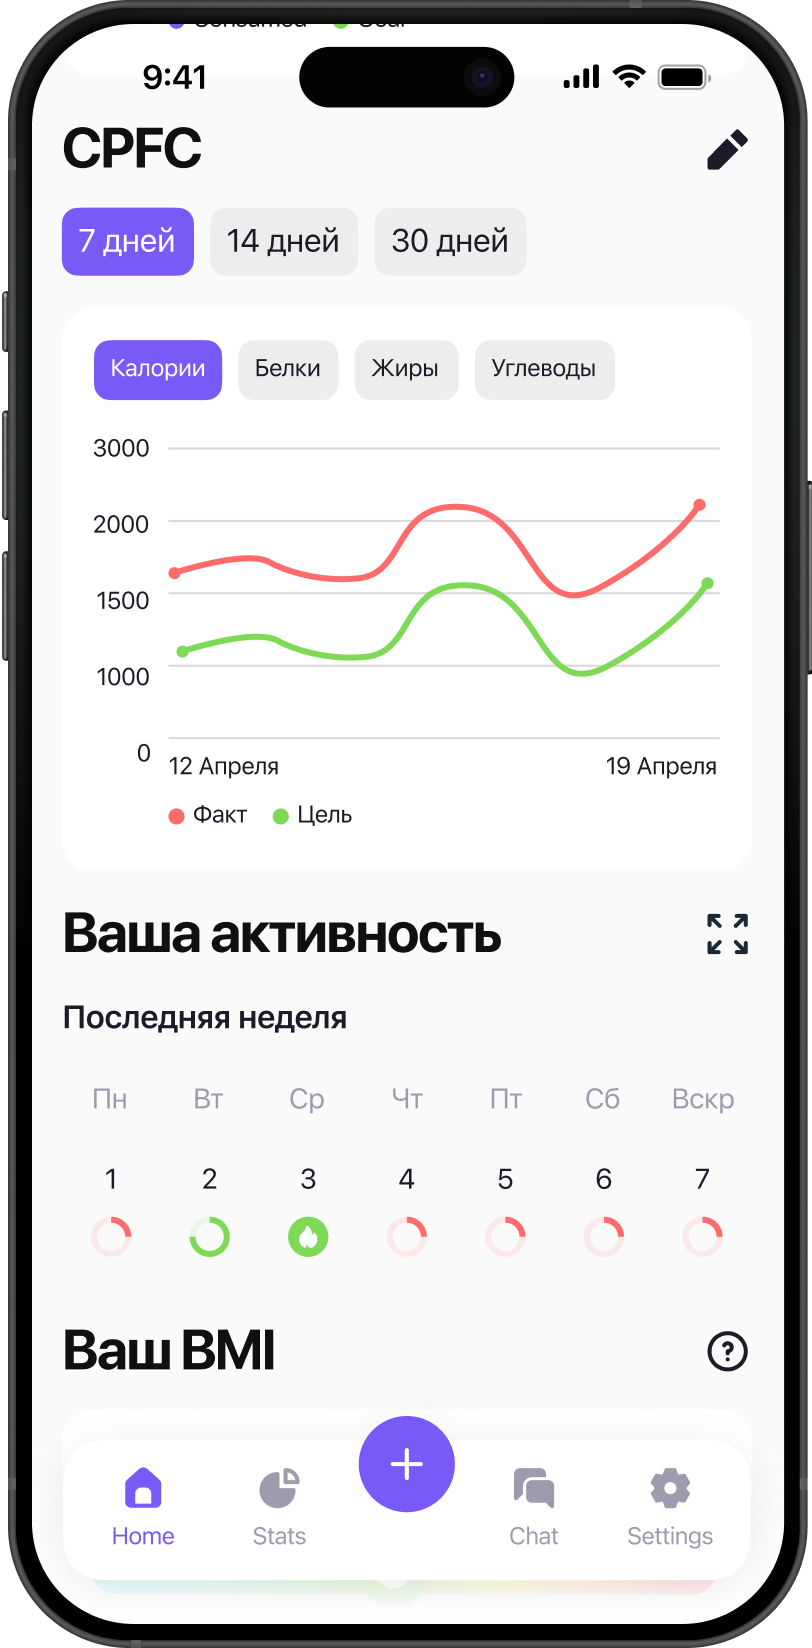 9:41
CPFC
7 дней 14 дней 30 дней
Калории Белки Жиры Углеводы
3000
2000
1500
1000
0
12 Апреля 19 Апреля
Факт Цель
Ваша активность
Последняя неделя
Пн Вт Ср Чт Пт Сб Вскр
1 2 3 4 5 6 7
Ваш BMI
Home Stats Chat Settings